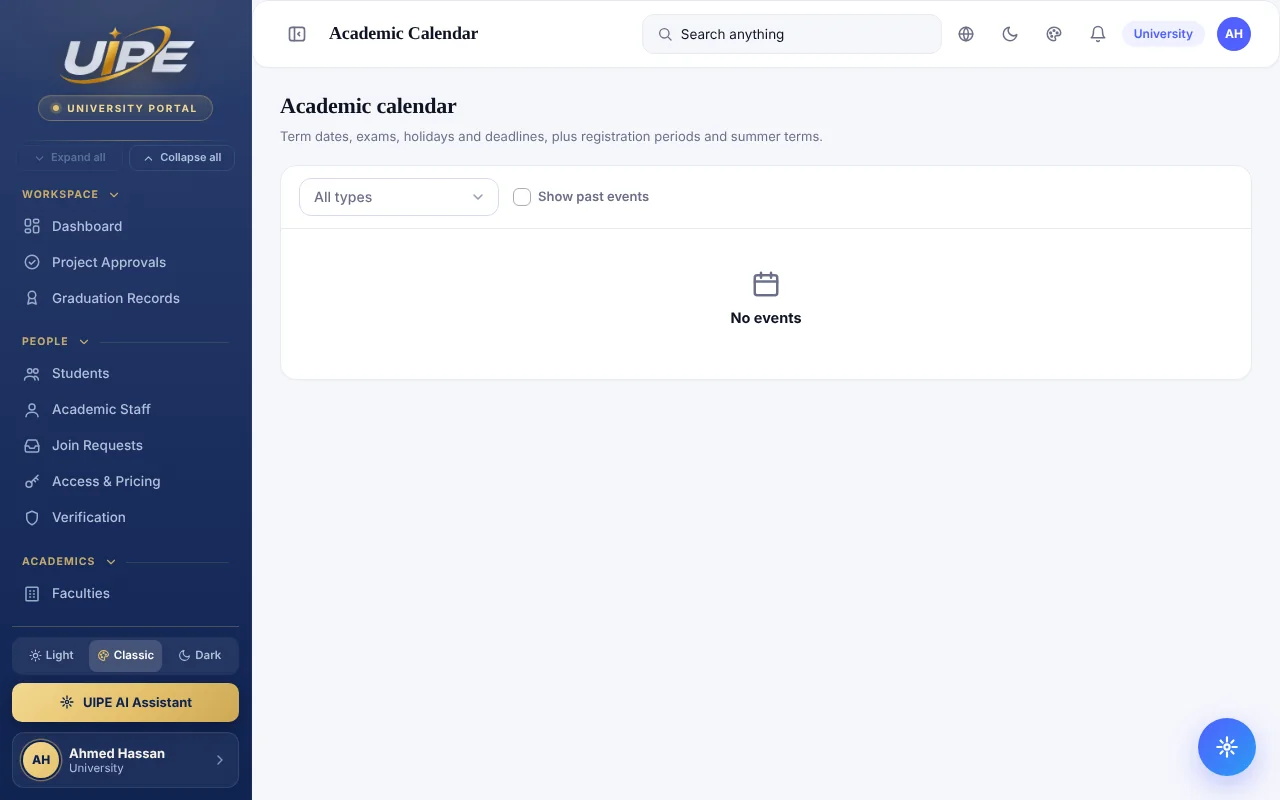 UIPE
UNIVERSITY PORTAL
Expand all
Collapse all
WORKSPACE
Dashboard
Project Approvals
Graduation Records
PEOPLE
Students
Academic Staff
Join Requests
Access & Pricing
Verification
ACADEMICS
Faculties
Light
Classic
Dark
UIPE AI Assistant
AH
Ahmed Hassan
University
Academic Calendar
Search anything
University
AH
Academic calendar
Term dates, exams, holidays and deadlines, plus registration periods and summer terms.
All types
Show past events
No events